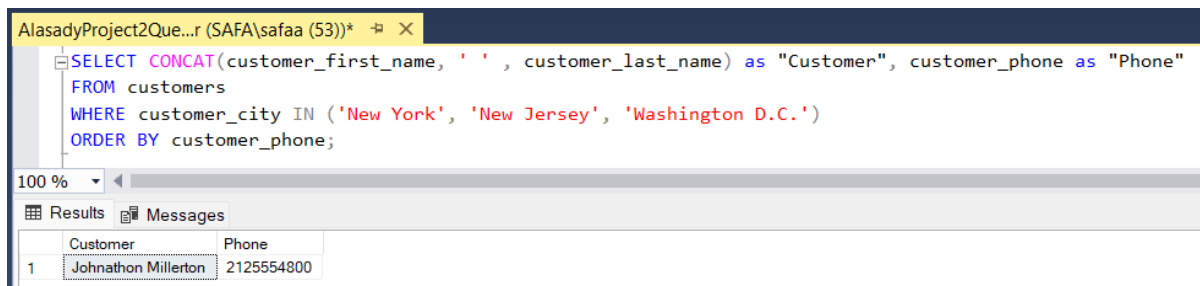 AlasadyProject2Que...r (SAFA\safaa (53))*
SELECT CONCAT(customer_first_name, ' ' , customer_last_name) as "Customer", customer_phone as "Phone"
FROM customers
WHERE customer_city IN ('New York', 'New Jersey', 'Washington D.C.')
ORDER BY customer_phone;
100 %
Results Messages
Customer Phone
1 Johnathon Millerton 2125554800